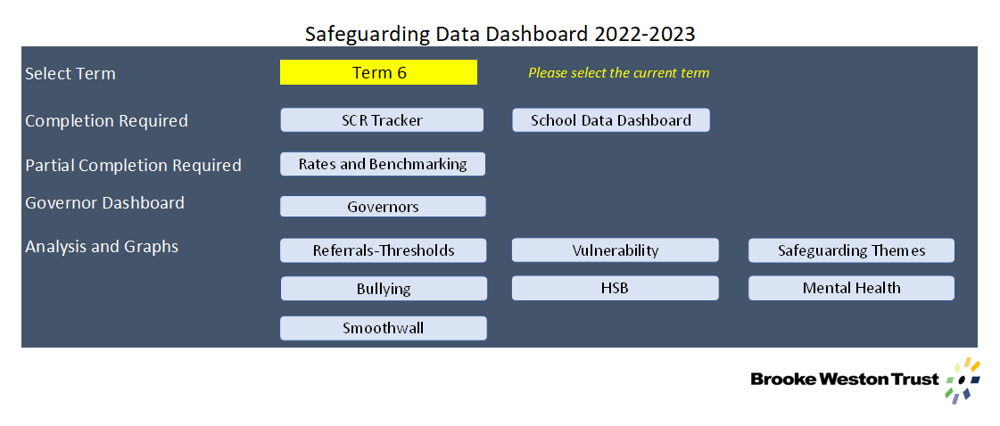 Safeguarding Data Dashboard 2022-2023
Select Term
Term 6
Please select the current term
Completion Required
SCR Tracker
School Data Dashboard
Partial Completion Required
Rates and Benchmarking
Governor Dashboard
Governors
Analysis and Graphs
Referrals-Thresholds
Vulnerability
Safeguarding Themes
Bullying
HSB
Mental Health
Smoothwall
Brooke Weston Trust